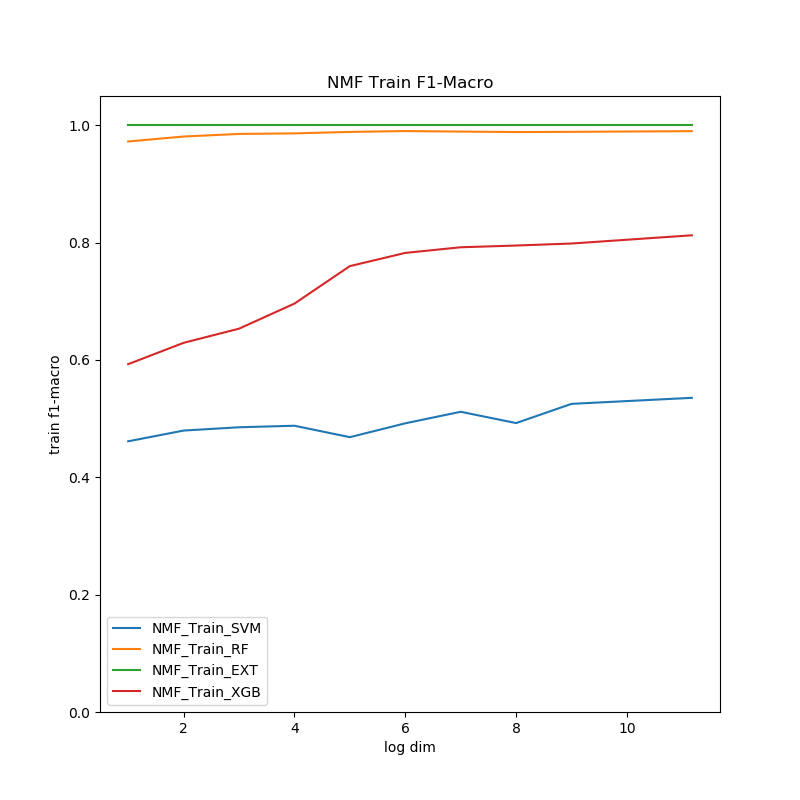 NMF Train F1-Macro
train f1-macro
1.0
0.8
0.6
0.4
0.2
0.0
NMF_Train_SVM
NMF_Train_RF
NMF_Train_EXT
NMF_Train_XGB
2 4 6 8 10
log dim